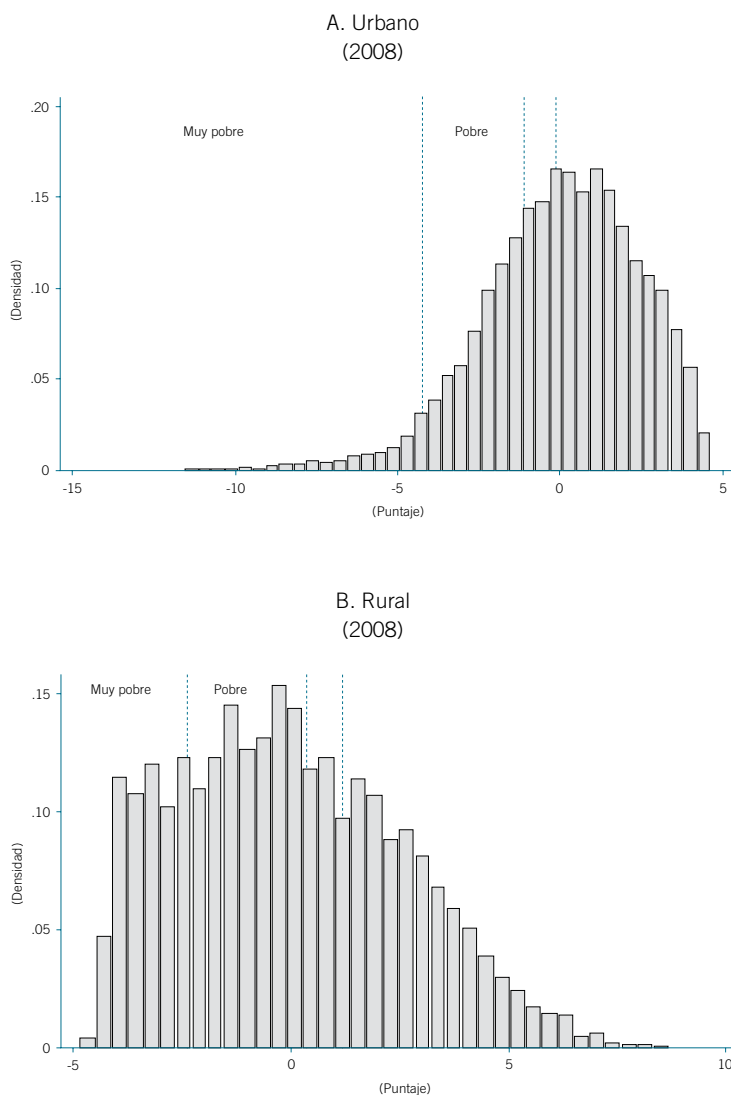 A. Urbano
(2008)
.20
Muy pobre
Pobre
.15
.10
(Densidad)
.05
0
-15
-10
-5
0
5
(Puntaje)
B. Rural
(2008)
.15
Muy pobre
Pobre
.10
(Densidad)
.05
0
-5
0
5
10
(Puntaje)